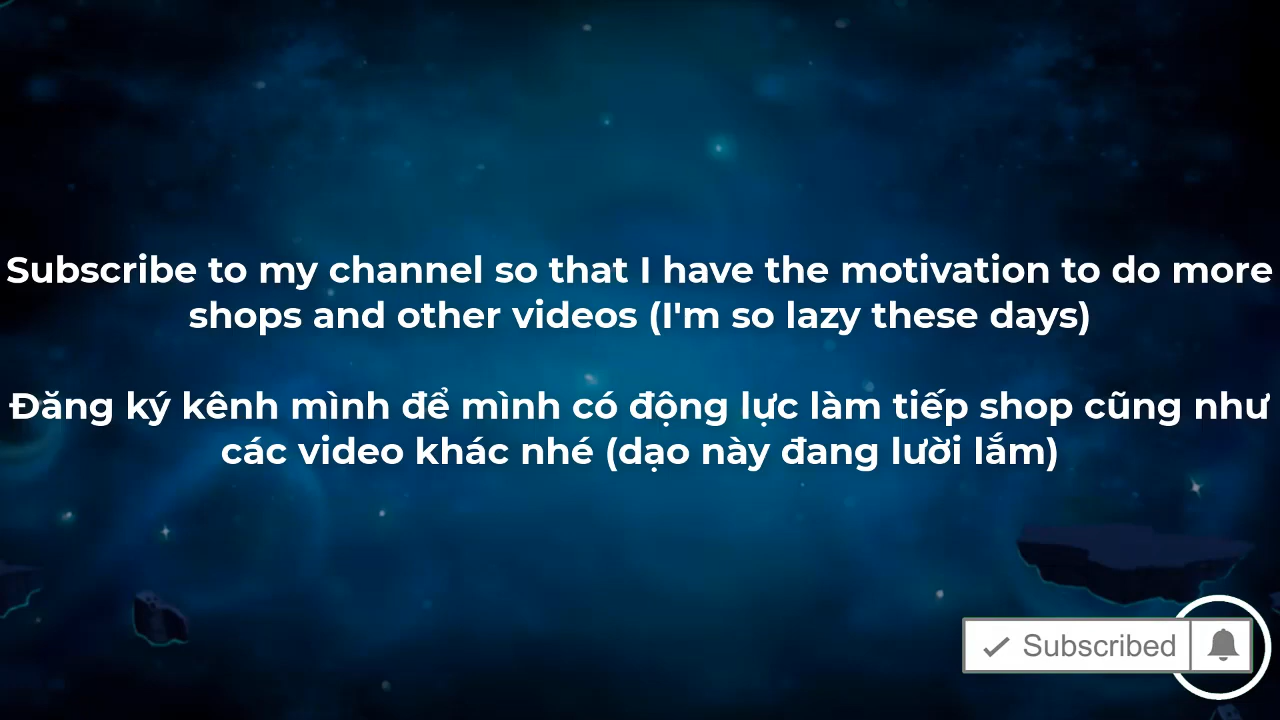 Subscribe to my channel so that I have the motivation to do more
shops and other videos (I'm so lazy these days)
Đăng ký kênh mình để mình có động lực làm tiếp shop cũng như
các video khác nhé (dạo này đang lười lắm)
Subscribed